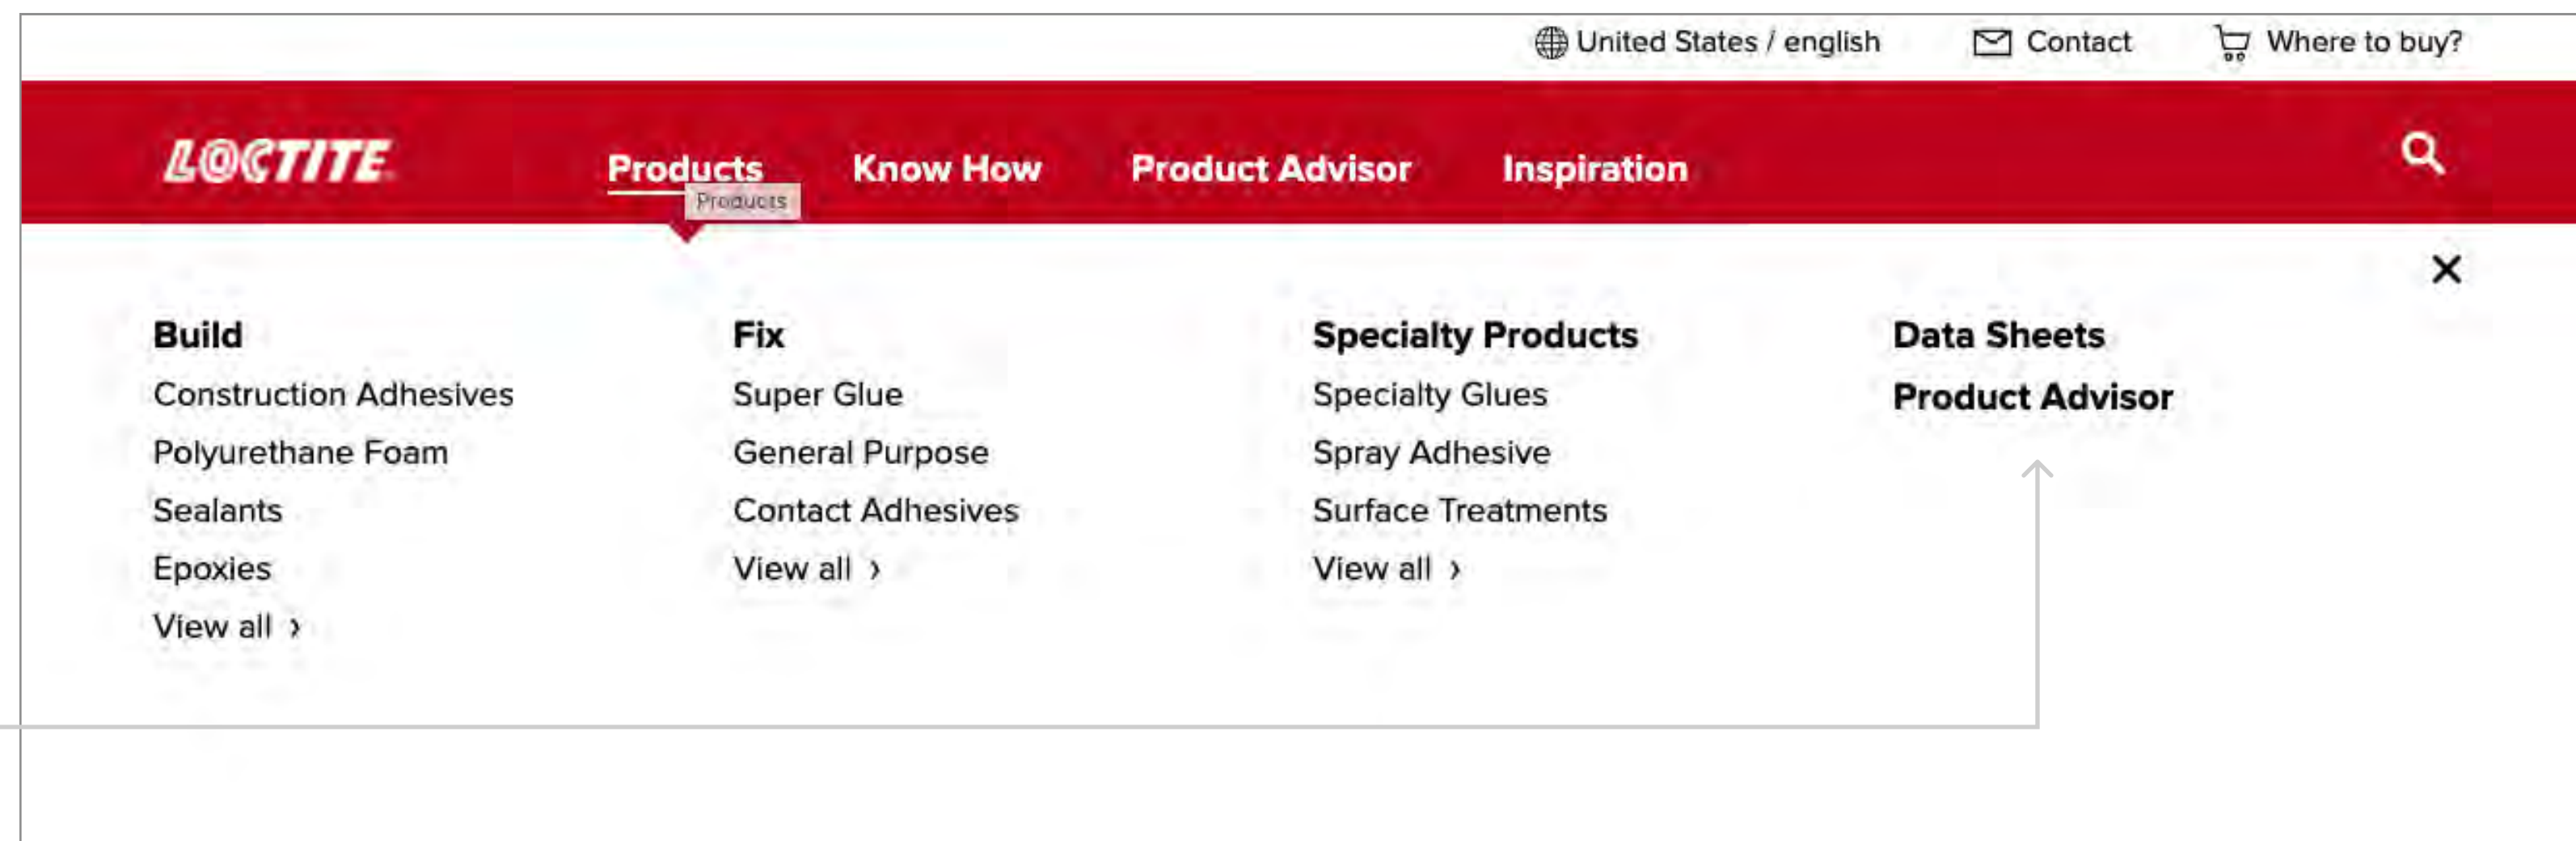 United States / english Contact Where to buy?
LOCTITE Products Know How Product Advisor Inspiration
Products
Build
Construction Adhesives
Polyurethane Foam
Sealants
Epoxies
View all ›
Fix
Super Glue
General Purpose
Contact Adhesives
View all ›
Specialty Products
Specialty Glues
Spray Adhesive
Surface Treatments
View all ›
Data Sheets
Product Advisor